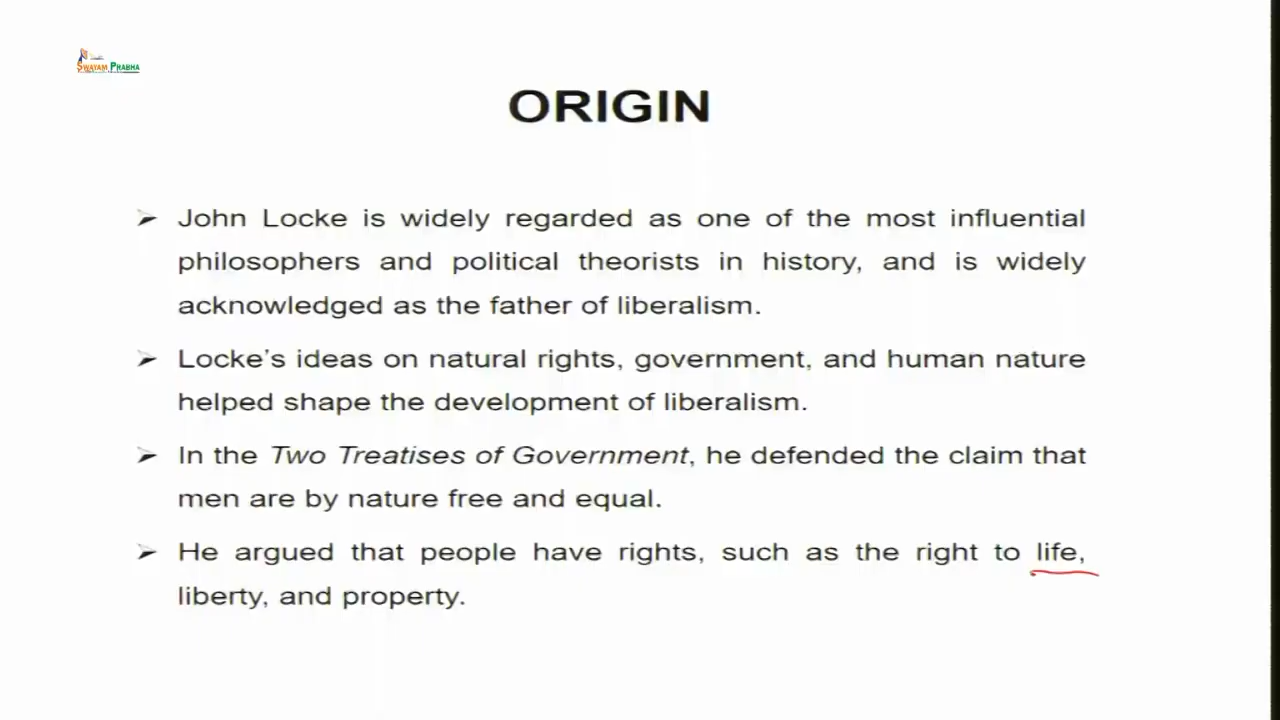 SWAYAM PRABHA
ORIGIN
➢ John Locke is widely regarded as one of the most influential
philosophers and political theorists in history, and is widely
acknowledged as the father of liberalism.
➢ Locke’s ideas on natural rights, government, and human nature
helped shape the development of liberalism.
➢ In the Two Treatises of Government, he defended the claim that
men are by nature free and equal.
➢ He argued that people have rights, such as the right to life,
liberty, and property.